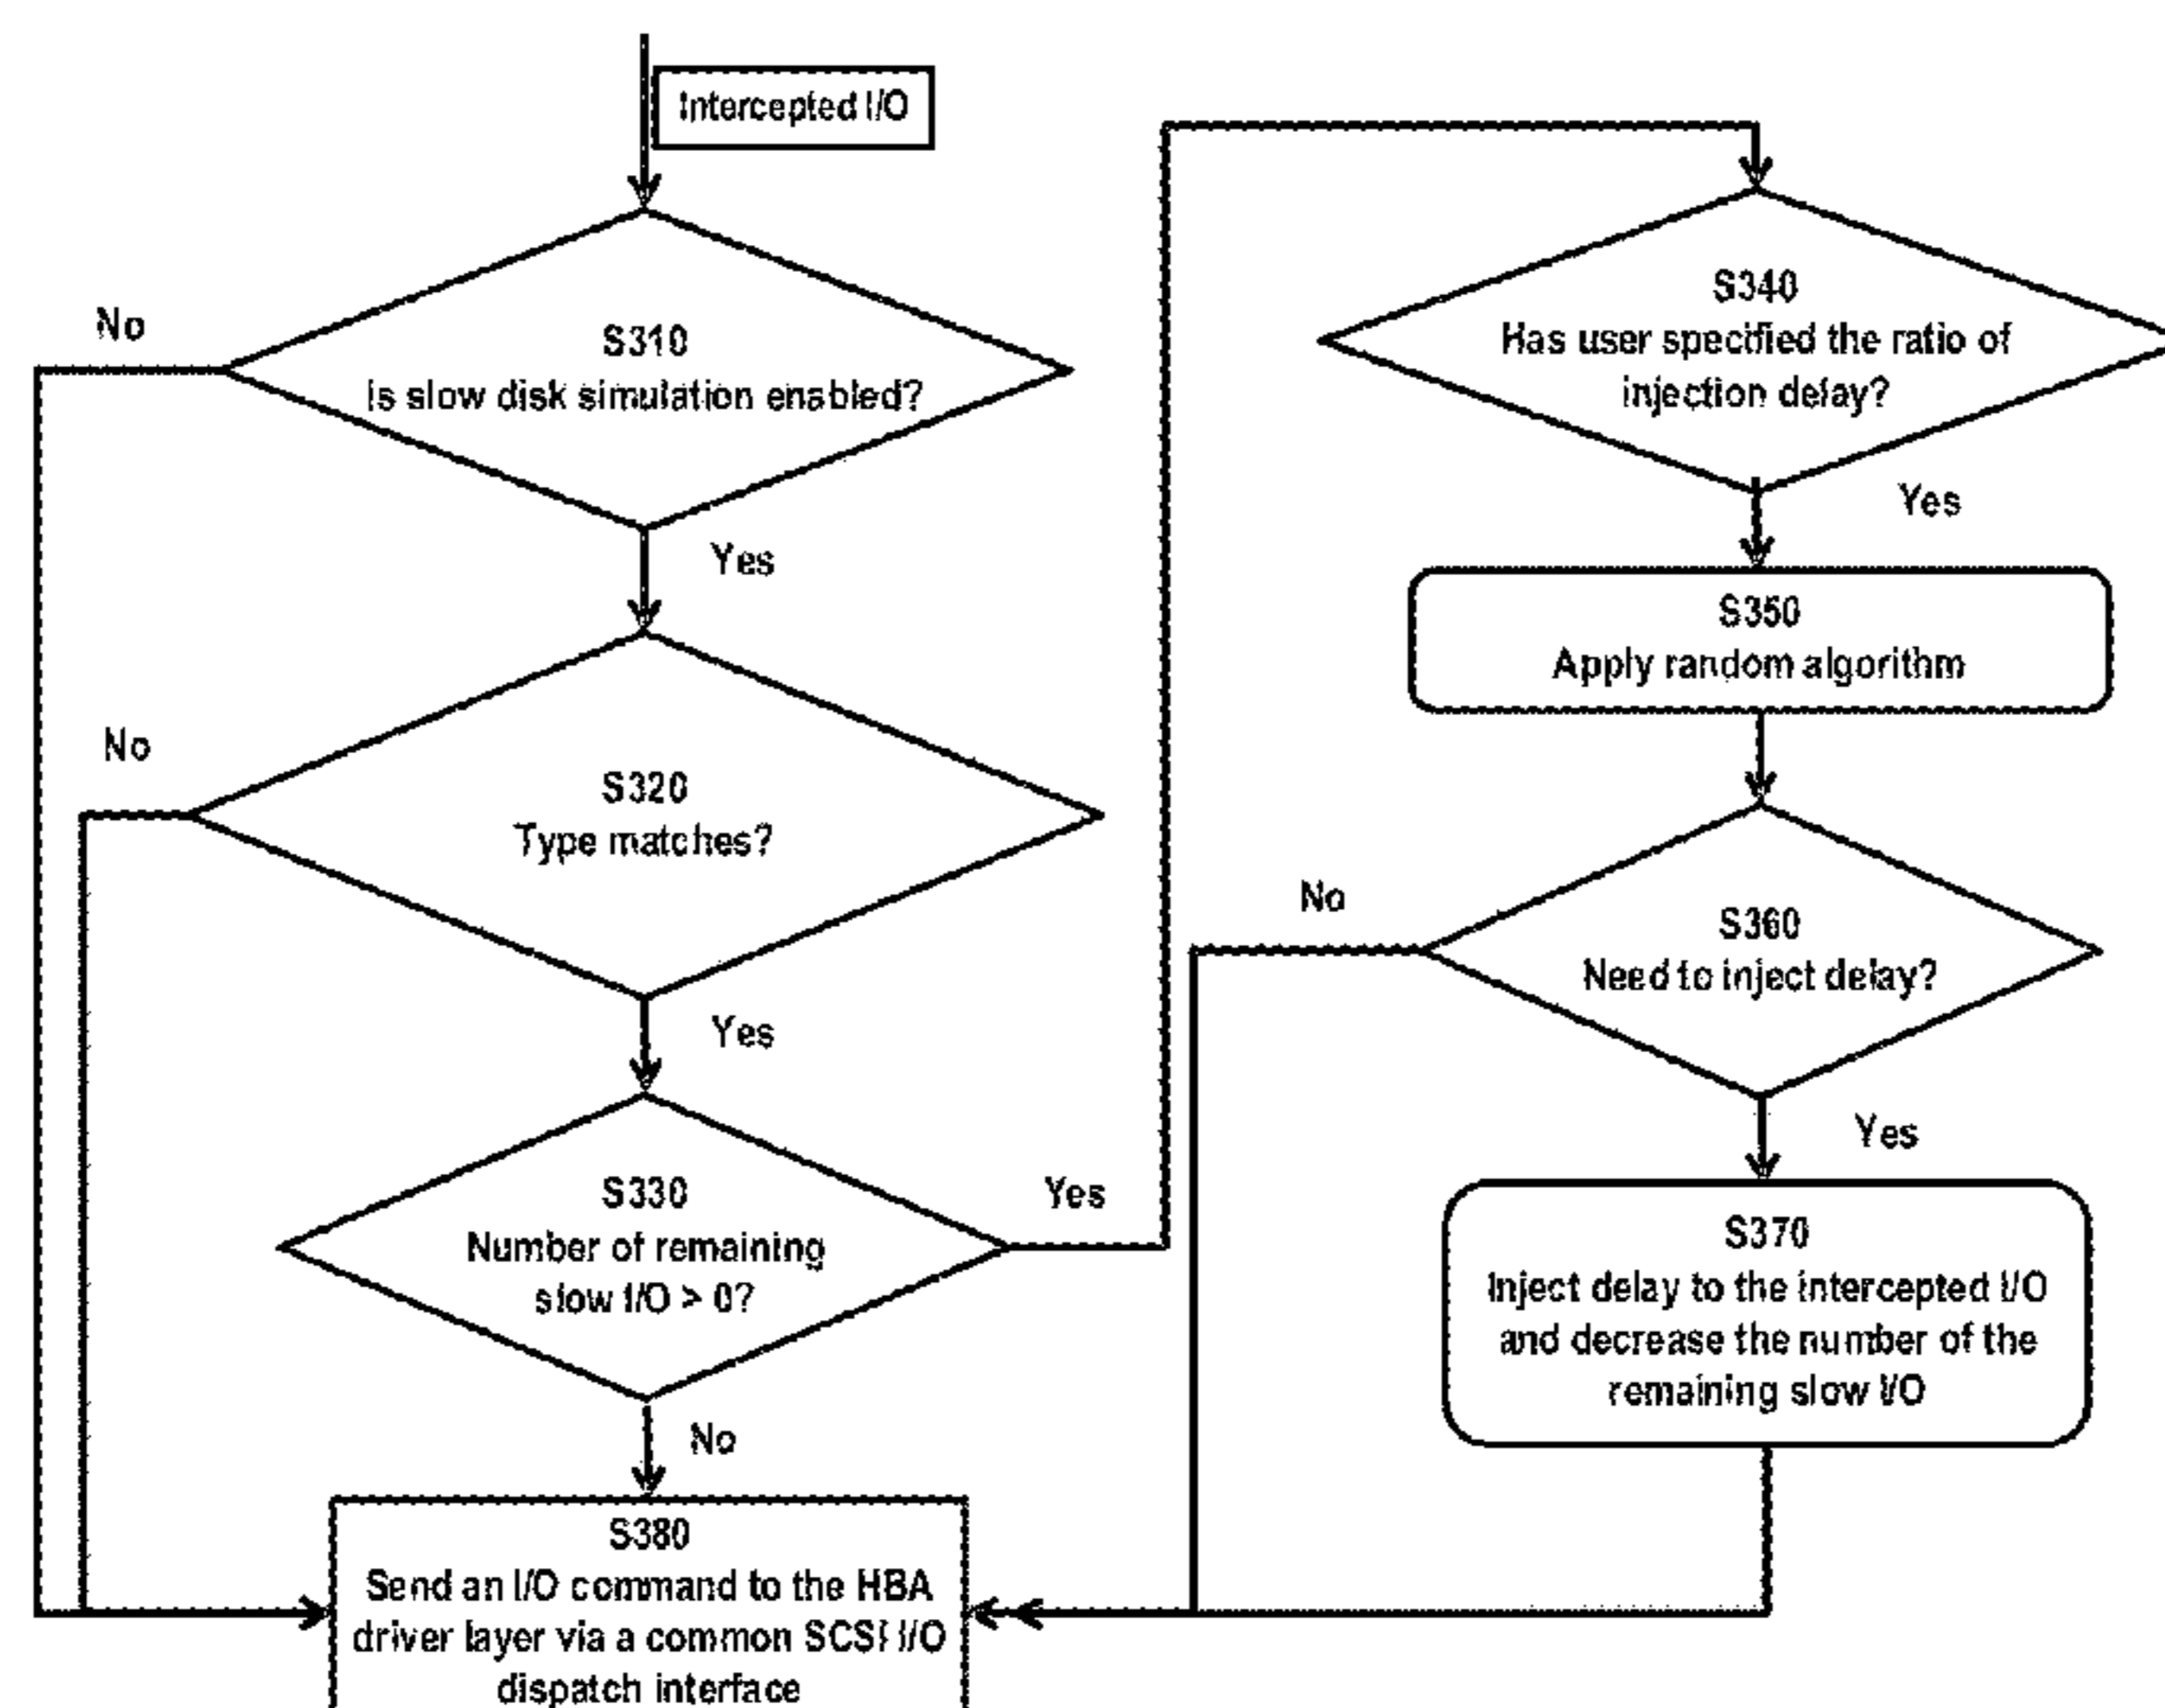 Intercepted I/O
No
S310
Is slow disk simulation enabled?
Yes
No
S320
Type matches?
Yes
S330
Number of remaining
slow I/O > 0?
Yes
No
S380
Send an I/O command to the HBA
driver layer via a common SCSI I/O
dispatch interface
S340
Has user specified the ratio of
injection delay?
Yes
S350
Apply random algorithm
No
S360
Need to inject delay?
Yes
S370
Inject delay to the intercepted I/O
and decrease the number of the
remaining slow I/O